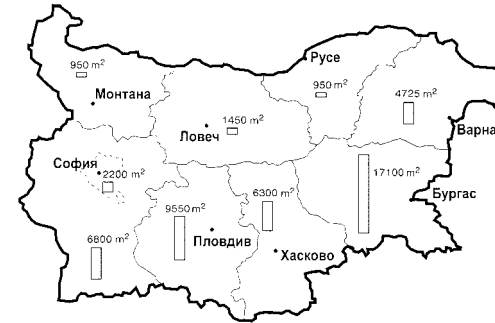 Русе
950 m²
950 m²
Монтана
4725 m²
1450 m²
Ловеч
Варна
София
2200 m²
17100 m²
6300 m²
Бургас
9550 m²
Пловдив
6800 m²
Хасково